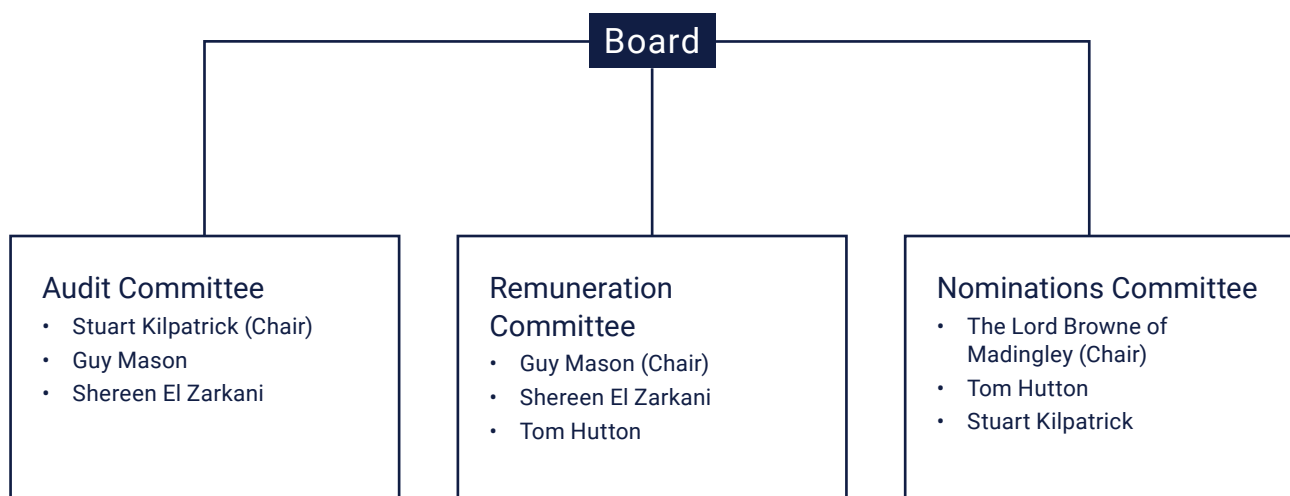 Board
Audit Committee
• Stuart Kilpatrick (Chair)
• Guy Mason
• Shereen El Zarkani
Remuneration
Committee
• Guy Mason (Chair)
• Shereen El Zarkani
• Tom Hutton
Nominations Committee
• The Lord Browne of
Madingley (Chair)
• Tom Hutton
• Stuart Kilpatrick